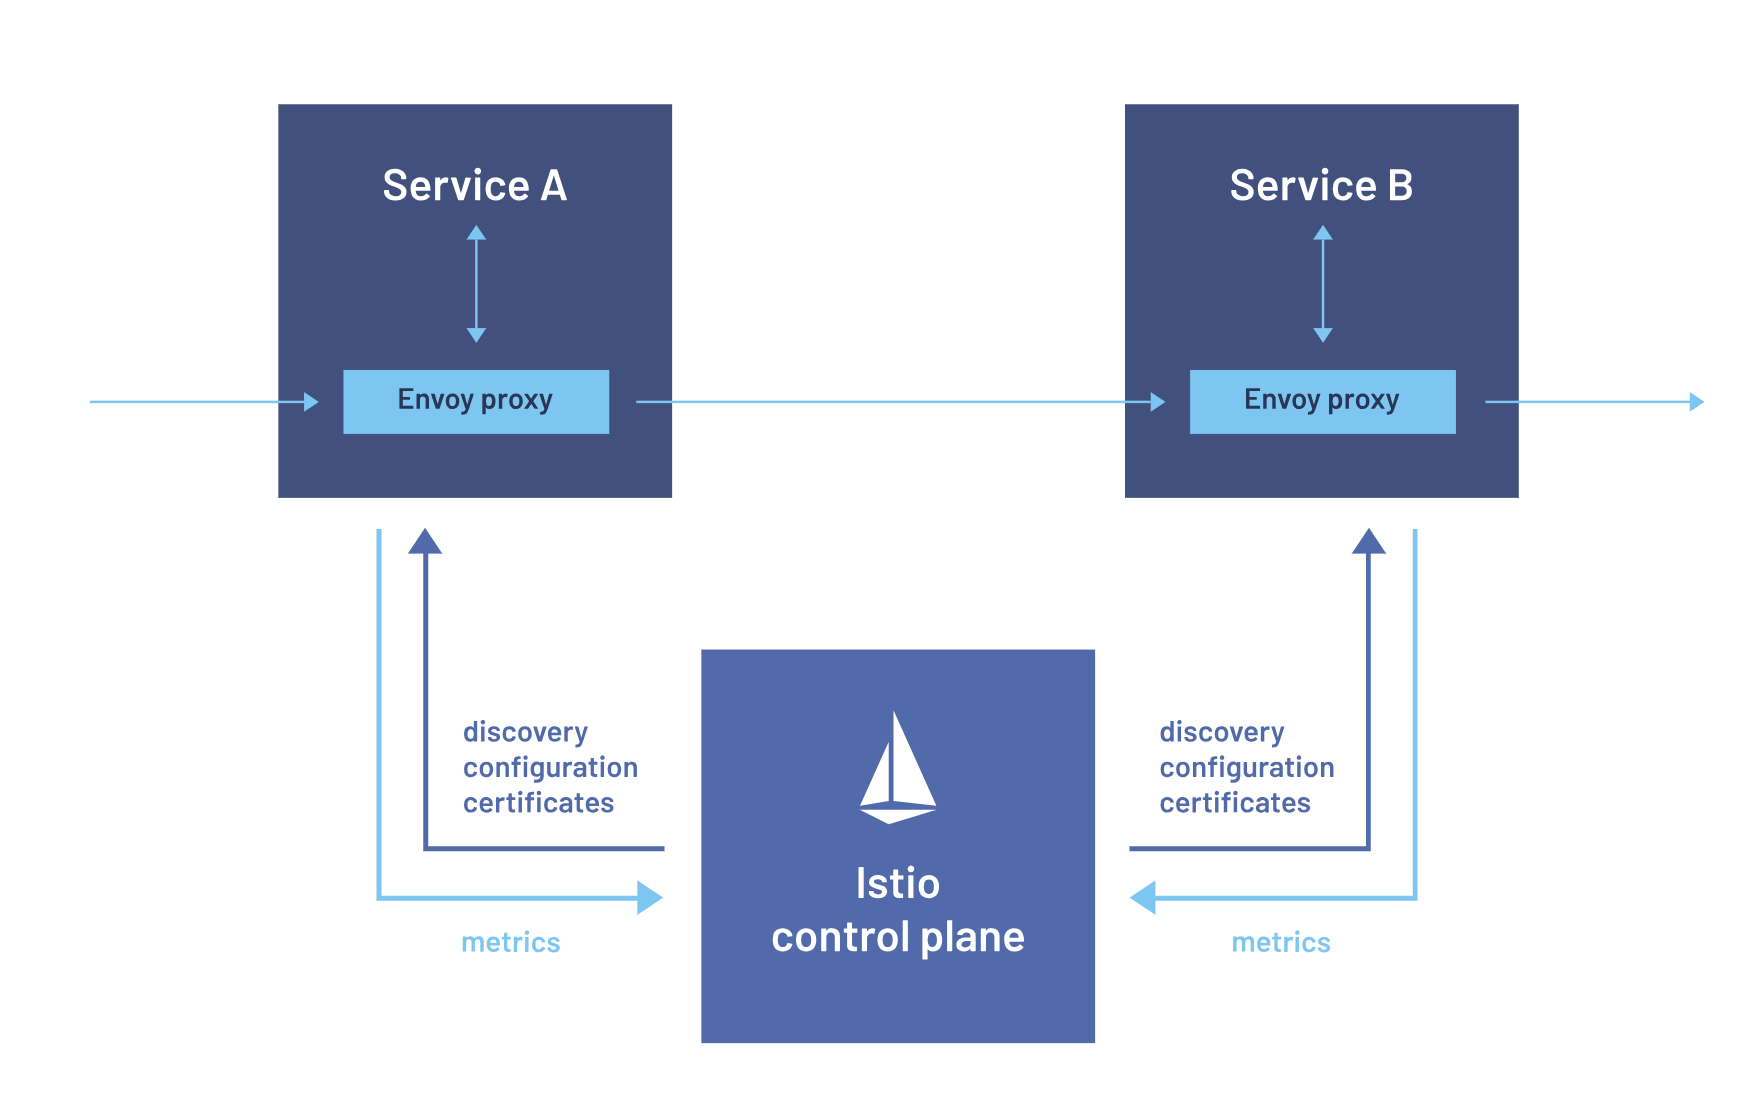 Service A
Service B
Envoy proxy
Envoy proxy
discovery
configuration
certificates
discovery
configuration
certificates
Istio
control plane
metrics
metrics